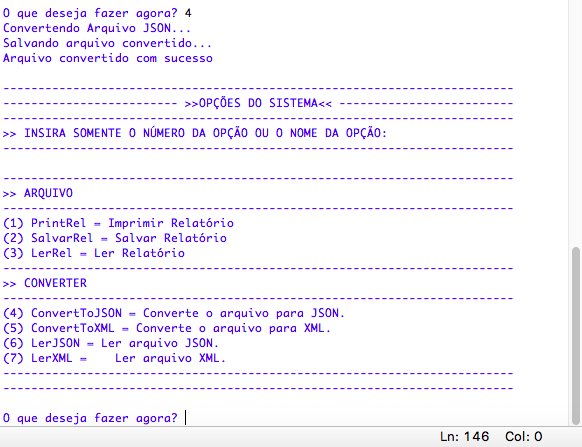 O que deseja fazer agora? 4
Convertendo Arquivo JSON...
Salvando arquivo convertido...
Arquivo convertido com sucesso
-------------------------------------------------------------------------
------------------------- >>OPÇÕES DO SISTEMA<< -------------------------
-------------------------------------------------------------------------
>> INSIRA SOMENTE O NÚMERO DA OPÇÃO OU O NOME DA OPÇÃO:
-------------------------------------------------------------------------
-------------------------------------------------------------------------
>> ARQUIVO
-------------------------------------------------------------------------
(1) PrintRel = Imprimir Relatório
(2) SalvarRel = Salvar Relatório
(3) LerRel = Ler Relatório
-------------------------------------------------------------------------
>> CONVERTER
-------------------------------------------------------------------------
(4) ConvertToJSON = Converte o arquivo para JSON.
(5) ConvertToXML = Converte o arquivo para XML.
(6) LerJSON = Ler arquivo JSON.
(7) LerXML =    Ler arquivo XML.
-------------------------------------------------------------------------
-------------------------------------------------------------------------
O que deseja fazer agora?
Ln: 146 Col: 0